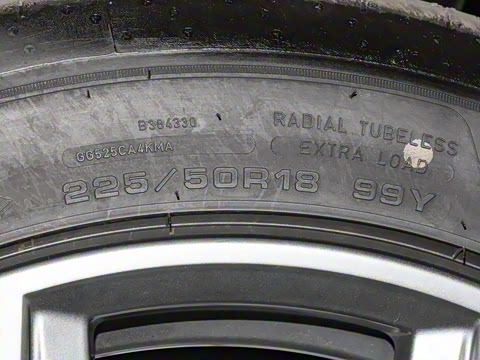 B384330
RADIAL TUBELESS
GG525CA4KMA
EXTRA LOAD
225/50R18 99Y